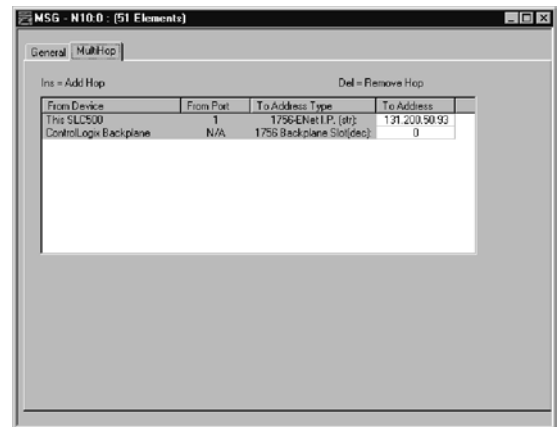 MSG - N10:0 : (51 Elements)
General MultiHop
Ins = Add Hop Del = Remove Hop
From Device From Port To Address Type To Address
This SLC500 1 1756-ENet I.P. (str): 131.200.50.93
ControlLogix Backplane N/A 1756 Backplane Slot(dec): 0